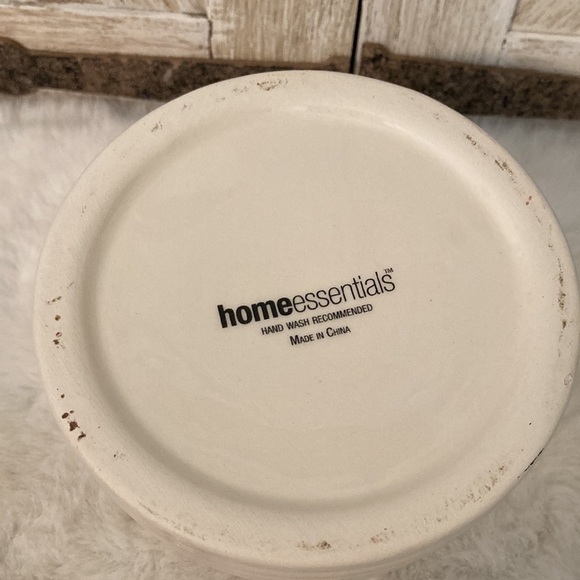 homeessentials™
HAND WASH RECOMMENDED
MADE IN CHINA